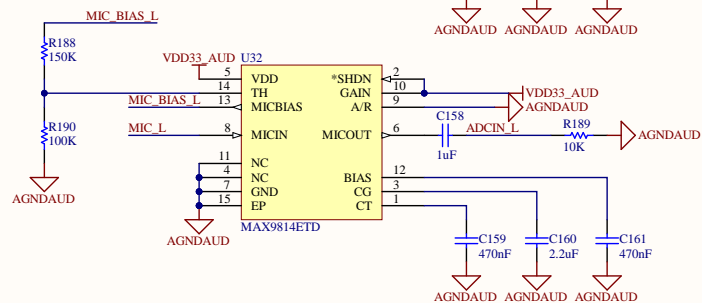 MIC_BIAS_L
AGNDAUD AGNDAUD AGNDAUD
R188
150K
VDD33_AUD U32
5 VDD *SHDN 2
14 TH GAIN 10 VDD33_AUD
MIC_BIAS_L 13 MICBIAS A/R 9 AGNDAUD
R190
100K
MIC_L 8 MICIN MICOUT 6 C158 1uF ADCIN_L R189 10K AGNDAUD
11 NC
4 NC BIAS 12
7 GND CG 3
15 EP CT 1
AGNDAUD
AGNDAUD
MAX9814ETD
C159 C160 C161
470nF 2.2uF 470nF
AGNDAUD AGNDAUD AGNDAUD